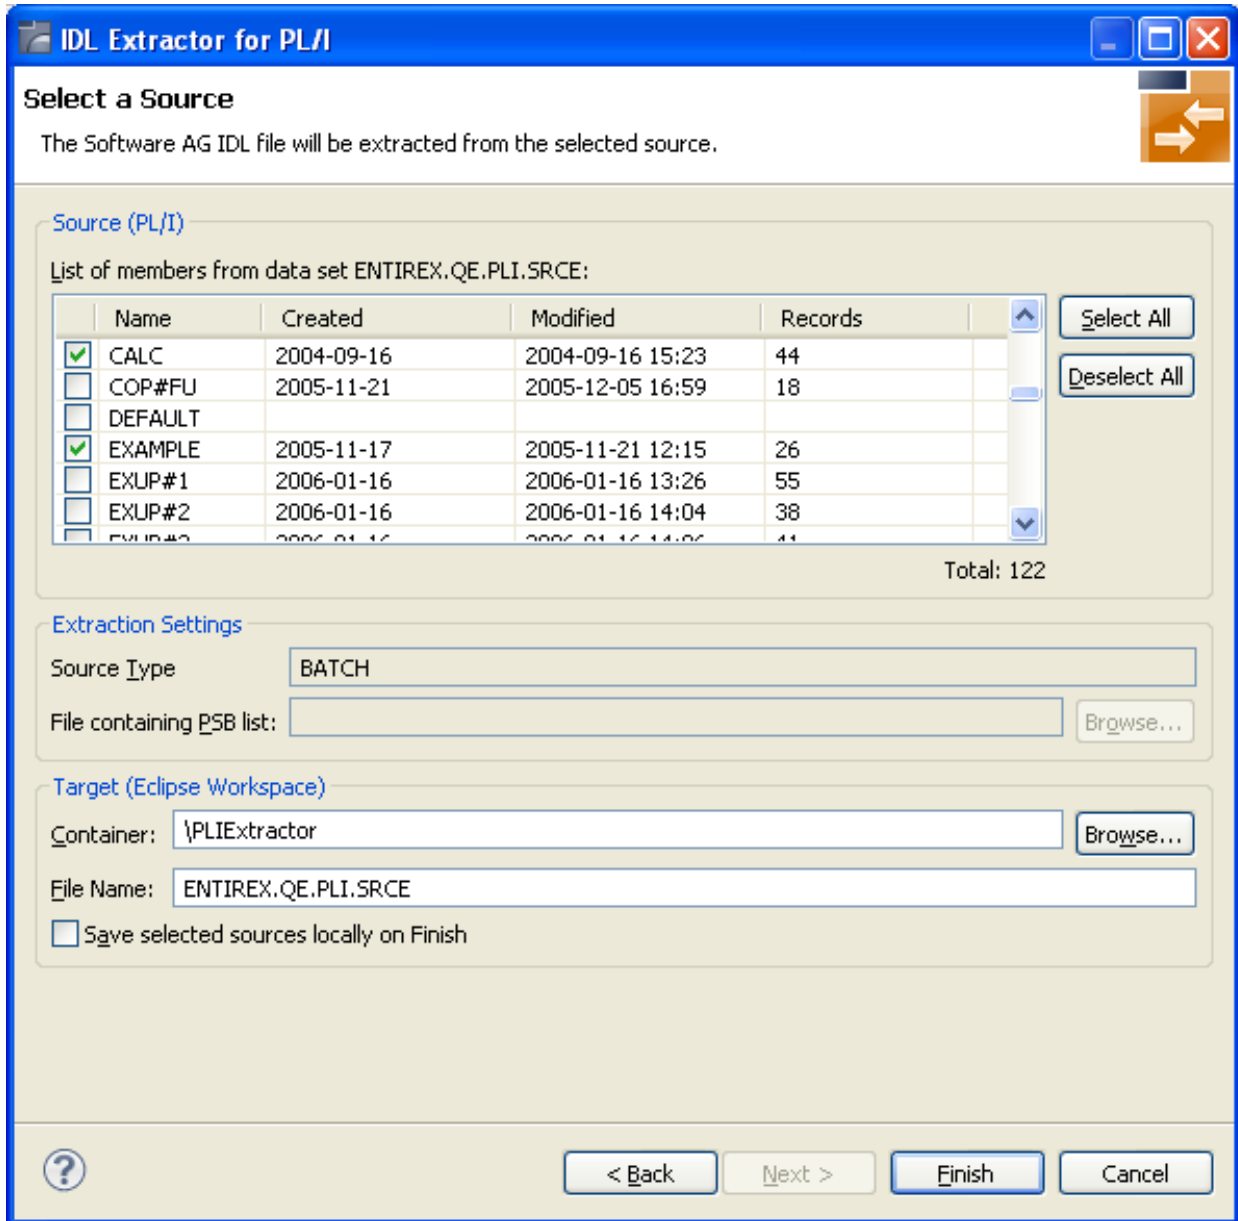 IDL Extractor for PL/I
Select a Source
The Software AG IDL file will be extracted from the selected source.
Source (PL/I)
List of members from data set ENTIREX.QE.PLI.SRCE:
Name Created Modified Records
CALC 2004-09-16 2004-09-16 15:23 44
COP#FU 2005-11-21 2005-12-05 16:59 18
DEFAULT
EXAMPLE 2005-11-17 2005-11-21 12:15 26
EXUP#1 2006-01-16 2006-01-16 13:26 55
EXUP#2 2006-01-16 2006-01-16 14:04 38
Select All
Deselect All
Total: 122
Extraction Settings
Source Type BATCH
File containing PSB list: Browse...
Target (Eclipse Workspace)
Container: \PLIExtractor Browse...
File Name: ENTIREX.QE.PLI.SRCE
Save selected sources locally on Finish
? < Back Next > Finish Cancel